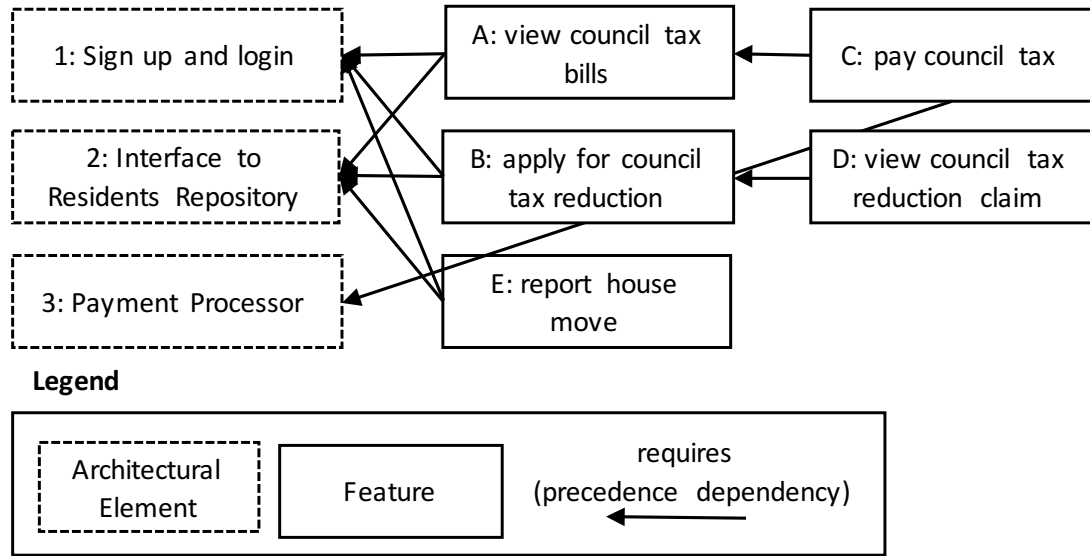 1: Sign up and login
A: view council tax
bills
C: pay council tax
2: Interface to
Residents Repository
B: apply for council
tax reduction
D: view council tax
reduction claim
3: Payment Processor
E: report house
move
Legend
Architectural
Element
Feature
requires
(precedence dependency)